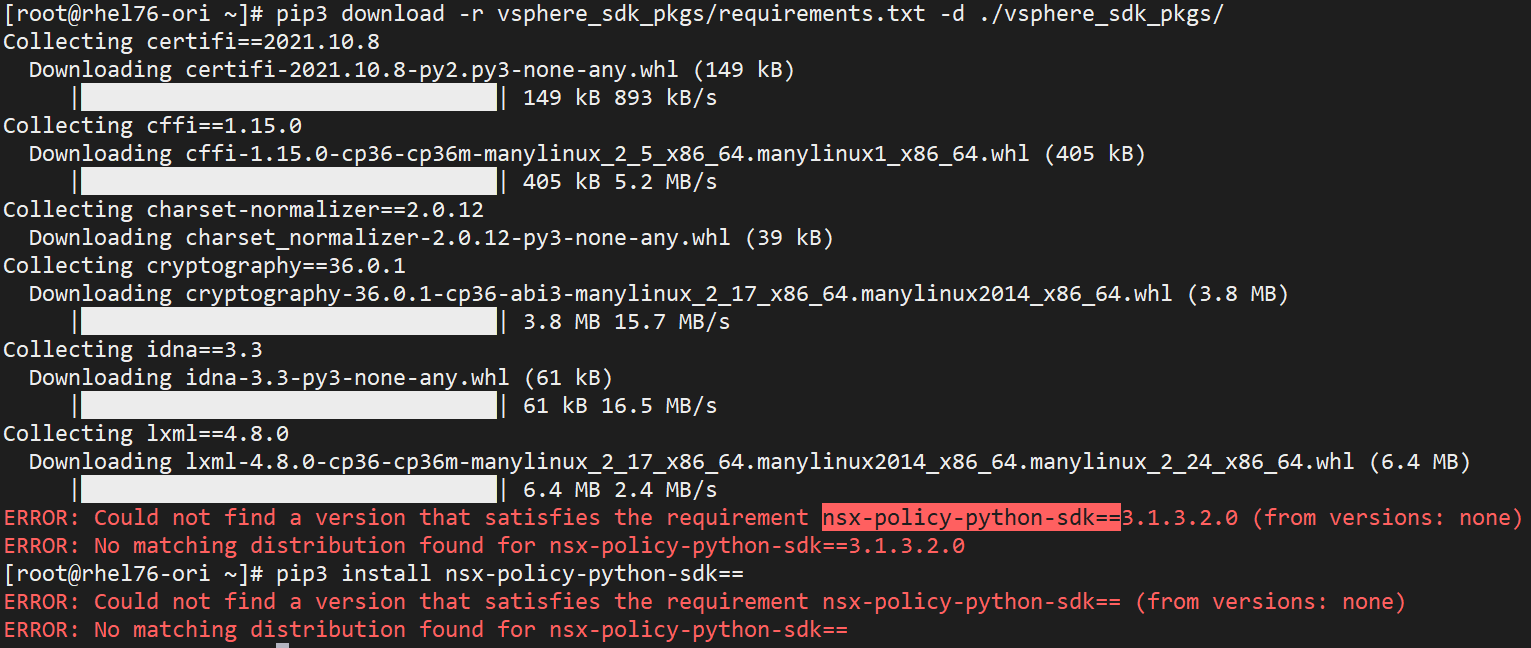 [root@rhel76-ori ~]# pip3 download -r vsphere_sdk_pkgs/requirements.txt -d ./vsphere_sdk_pkgs/
Collecting certifi==2021.10.8
  Downloading certifi-2021.10.8-py2.py3-none-any.whl (149 kB)
     |████████████████████████████████| 149 kB 893 kB/s
Collecting cffi==1.15.0
  Downloading cffi-1.15.0-cp36-cp36m-manylinux_2_5_x86_64.manylinux1_x86_64.whl (405 kB)
     |████████████████████████████████| 405 kB 5.2 MB/s
Collecting charset-normalizer==2.0.12
  Downloading charset_normalizer-2.0.12-py3-none-any.whl (39 kB)
Collecting cryptography==36.0.1
  Downloading cryptography-36.0.1-cp36-abi3-manylinux_2_17_x86_64.manylinux2014_x86_64.whl (3.8 MB)
     |████████████████████████████████| 3.8 MB 15.7 MB/s
Collecting idna==3.3
  Downloading idna-3.3-py3-none-any.whl (61 kB)
     |████████████████████████████████| 61 kB 16.5 MB/s
Collecting lxml==4.8.0
  Downloading lxml-4.8.0-cp36-cp36m-manylinux_2_17_x86_64.manylinux2014_x86_64.manylinux_2_24_x86_64.whl (6.4 MB)
     |████████████████████████████████| 6.4 MB 2.4 MB/s
ERROR: Could not find a version that satisfies the requirement nsx-policy-python-sdk==3.1.3.2.0 (from versions: none)
ERROR: No matching distribution found for nsx-policy-python-sdk==3.1.3.2.0
[root@rhel76-ori ~]# pip3 install nsx-policy-python-sdk==
ERROR: Could not find a version that satisfies the requirement nsx-policy-python-sdk== (from versions: none)
ERROR: No matching distribution found for nsx-policy-python-sdk==